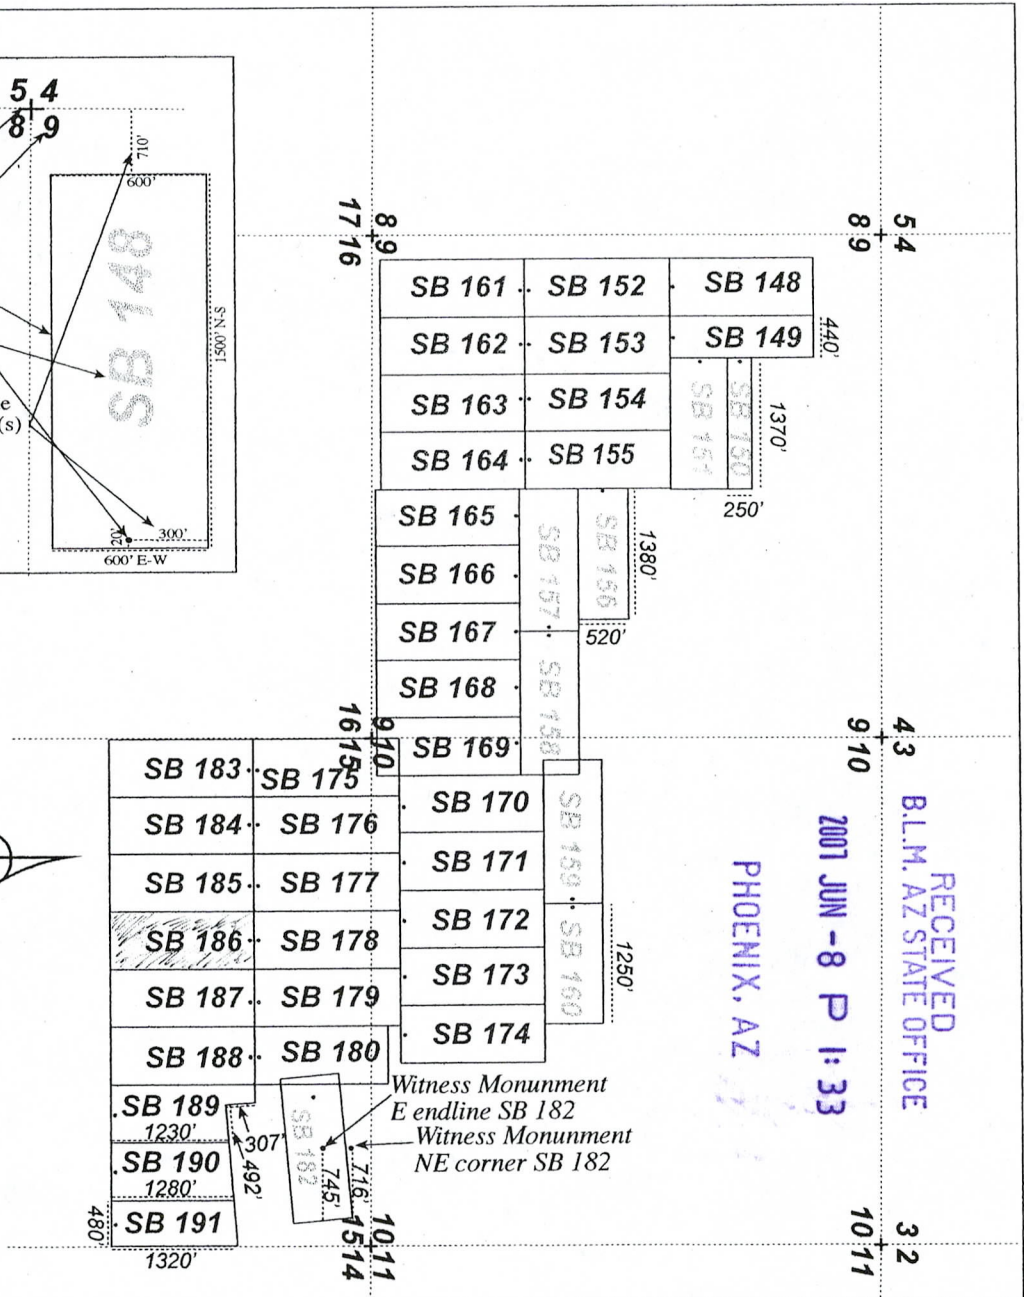 5 4
8 9
710'
600'
SB 148
1500' N-S
e
(s)
20'
300'
600' E-W
8 9
17 16
5 4
8 9
SB 161
SB 152
SB 148
SB 162
SB 153
SB 149
440'
SB 163
SB 154
SB 151
SB 150
1370'
SB 164
SB 155
250'
SB 165
SB 157
SB 156
1380'
SB 166
SB 167
520'
SB 168
SB 158
SB 169
9 10
16 15
4 3
9 10
SB 183
SB 175
SB 170
SB 159
SB 184
SB 176
SB 171
SB 185
SB 177
SB 172
SB 160
1250'
SB 186
SB 178
SB 173
SB 187
SB 179
SB 174
SB 188
SB 180
RECEIVED
B.L.M. AZ STATE OFFICE
2007 JUN -8 P 1:33
PHOENIX, AZ
Witness Monunment
E endline SB 182
Witness Monunment
NE corner SB 182
SB 189
1230'
307'
492'
SB 182
745'
716'
SB 190
1280'
SB 191
480'
1320'
10 11
15 14
3 2
10 11